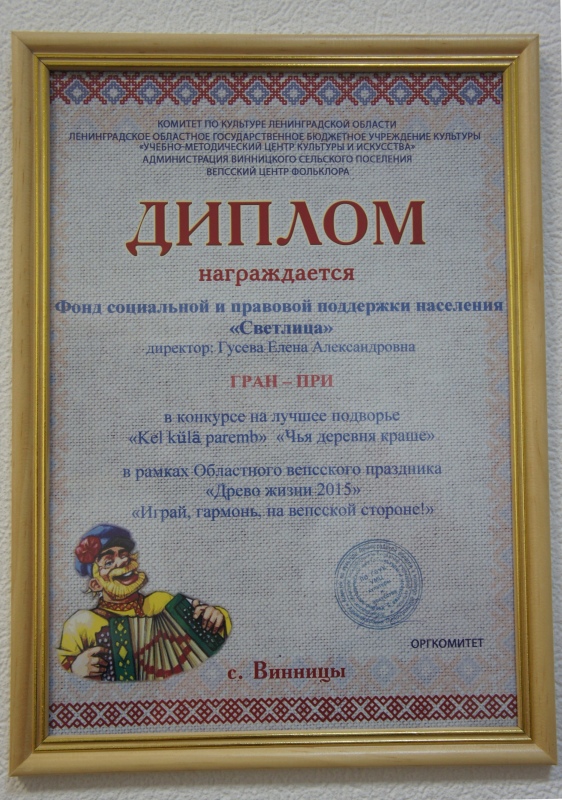 КОМИТЕТ ПО КУЛЬТУРЕ ЛЕНИНГРАДСКОЙ ОБЛАСТИ
ЛЕНИНГРАДСКОЕ ОБЛАСТНОЕ ГОСУДАРСТВЕННОЕ БЮДЖЕТНОЕ УЧРЕЖДЕНИЕ КУЛЬТУРЫ
«УЧЕБНО-МЕТОДИЧЕСКИЙ ЦЕНТР КУЛЬТУРЫ И ИСКУССТВА»
АДМИНИСТРАЦИЯ ВИННИЦКОГО СЕЛЬСКОГО ПОСЕЛЕНИЯ
ВЕПССКИЙ ЦЕНТР ФОЛЬКЛОРА
ДИПЛОМ
награждается
Фонд социальной и правовой поддержки населения
«Светлица»
директор: Гусева Елена Александровна
ГРАН – ПРИ
в конкурсе на лучшее подворье
«Kel külä paremb» «Чья деревня краше»
в рамках Областного вепсского праздника
«Древо жизни 2015»
«Играй, гармонь, на вепсской стороне!»
ОРГКОМИТЕТ
с. Винницы